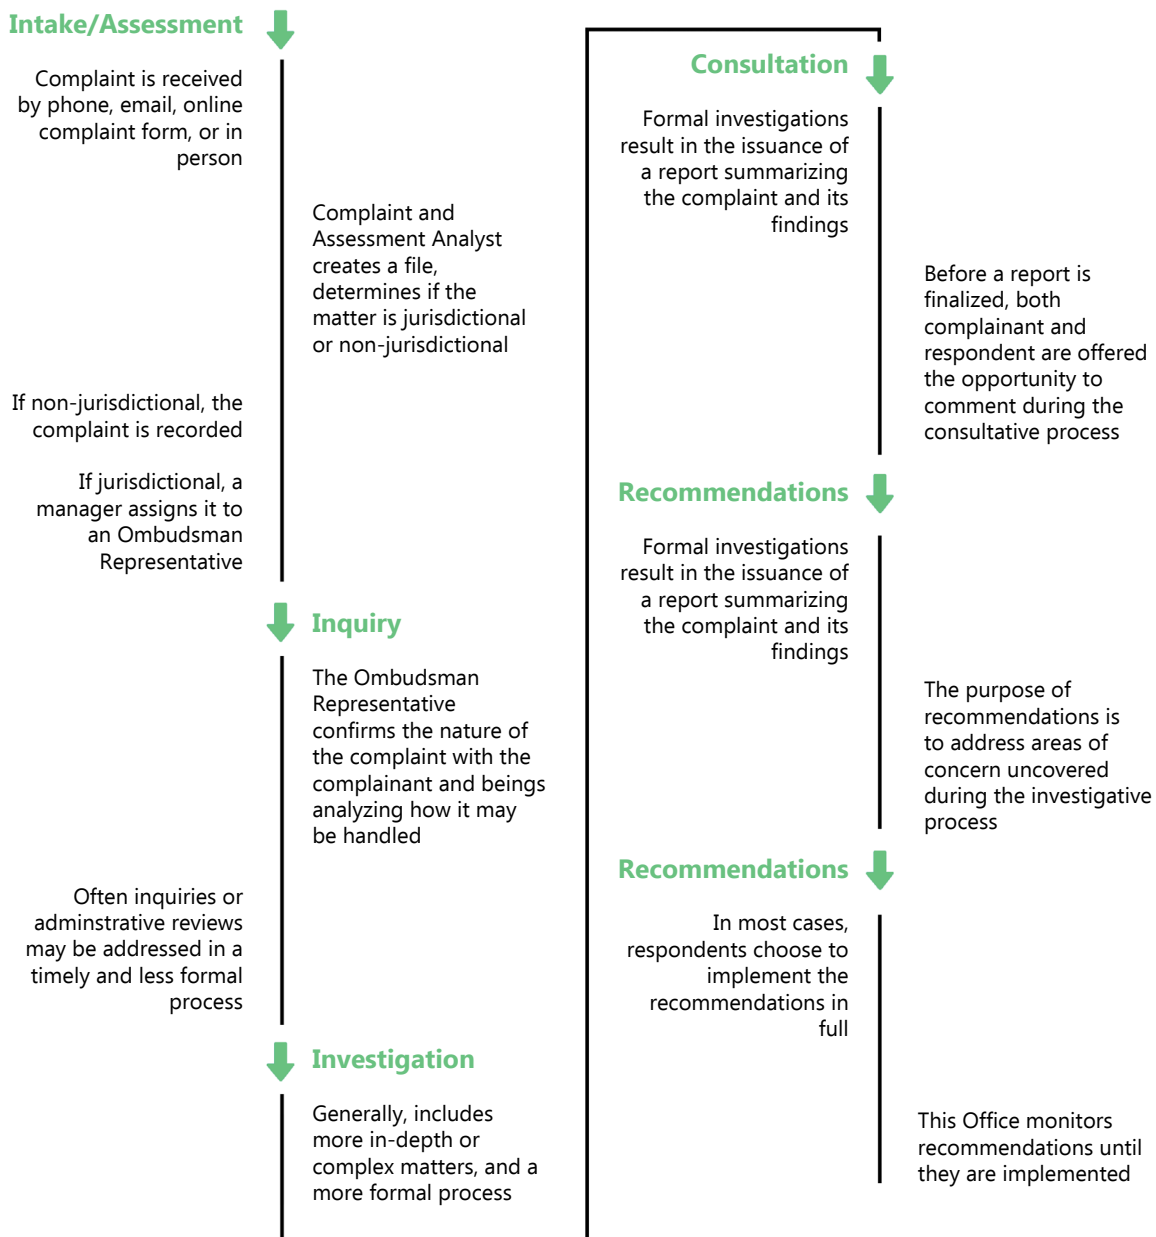 Intake/Assessment
Complaint is received
by phone, email, online
complaint form, or in
person
Complaint and
Assessment Analyst
creates a file,
determines if the
matter is jurisdictional
or non-jurisdictional
If non-jurisdictional, the
complaint is recorded
If jurisdictional, a
manager assigns it to
an Ombudsman
Representative
Inquiry
The Ombudsman
Representative
confirms the nature of
the complaint with the
complainant and beings
analyzing how it may
be handled
Often inquiries or
adminstrative reviews
may be addressed in a
timely and less formal
process
Investigation
Generally, includes
more in-depth or
complex matters, and a
more formal process
Consultation
Formal investigations
result in the issuance of
a report summarizing
the complaint and its
findings
Before a report is
finalized, both
complainant and
respondent are offered
the opportunity to
comment during the
consultative process
Recommendations
Formal investigations
result in the issuance of
a report summarizing
the complaint and its
findings
The purpose of
recommendations is
to address areas of
concern uncovered
during the investigative
process
Recommendations
In most cases,
respondents choose to
implement the
recommendations in
full
This Office monitors
recommendations until
they are implemented